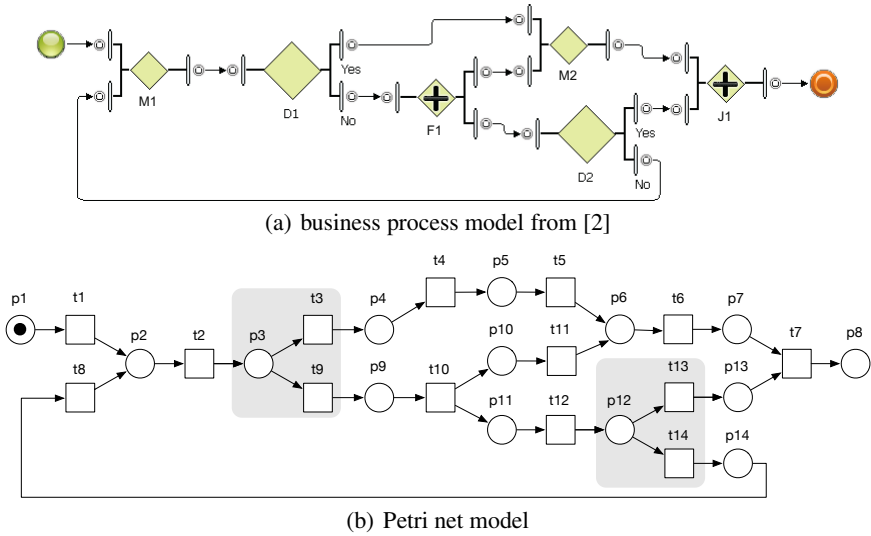 Yes
M2
M1
D1
No
F1
J1
Yes
D2
No
(a) business process model from [2]
t4 p5 t5
p1 t1 t3 p4 p6 t6 p7
p2 t2 p3 p10 t11 t7 p8
t8 t9 p9 t10 t13 p13
p11 t12 p12
t14 p14
(b) Petri net model